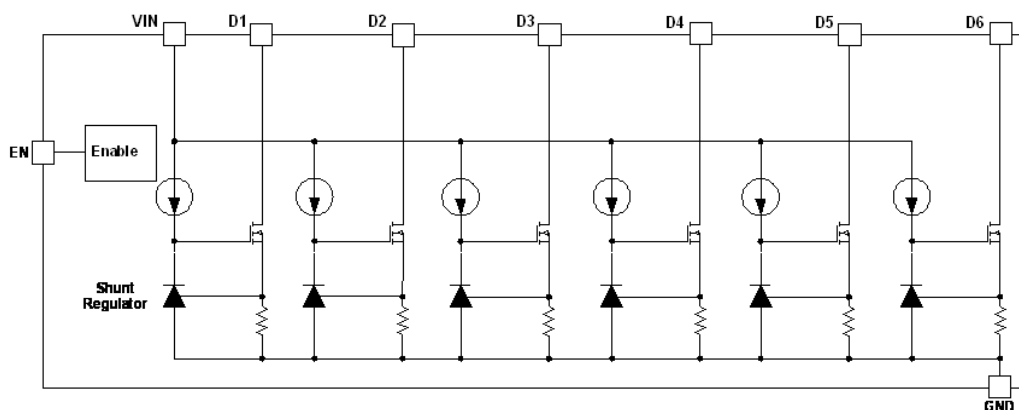 VIN
D1
D2
D3
D4
D5
D6
EN
Enable
Shunt
Regulator
GND